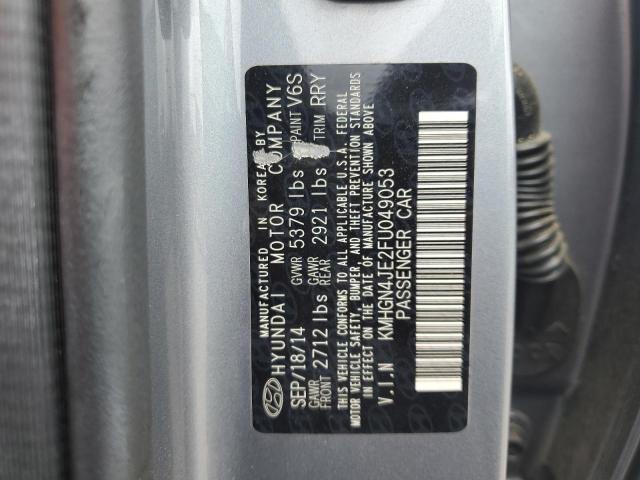 MANUFACTURED IN KOREA BY
HYUNDAI MOTOR COMPANY
SEP/18/14 GVWR 5379 lbs PAINT V6S
GAWR FRONT 2712 lbs GAWR REAR 2921 lbs TRIM RRY
THIS VEHICLE CONFORMS TO ALL APPLICABLE U.S.A. FEDERAL
MOTOR VEHICLE SAFETY, BUMPER, AND THEFT PREVENTION STANDARDS
IN EFFECT ON THE DATE OF MANUFACTURE SHOWN ABOVE
V.I.N KMHGN4JE2FU049053
PASSENGER CAR